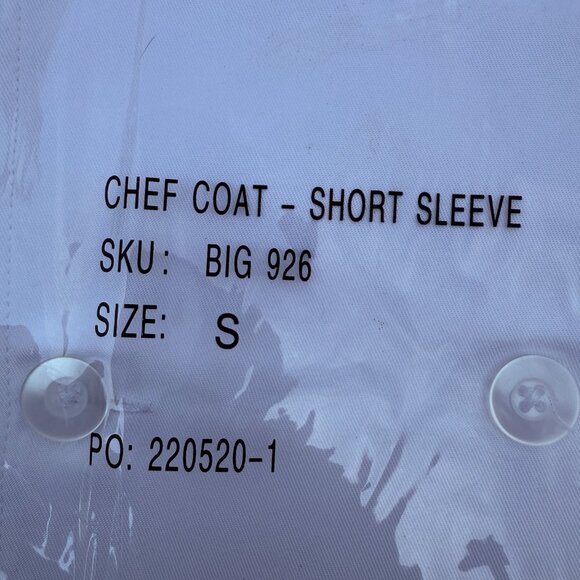 CHEF COAT - SHORT SLEEVE
SKU: BIG 926
SIZE: S
PO: 220520-1